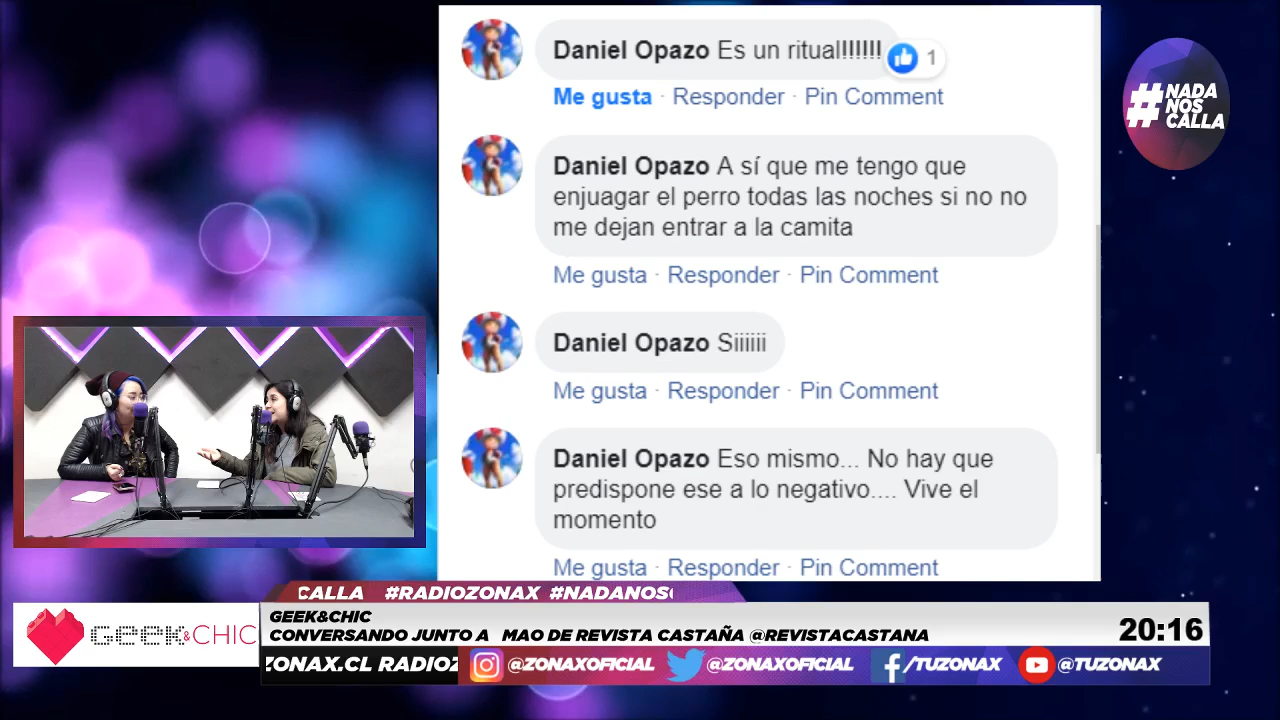 Daniel Opazo Es un ritual!!!!!! 1
Me gusta · Responder · Pin Comment
Daniel Opazo A sí que me tengo que
enjuagar el perro todas las noches si no no
me dejan entrar a la camita
Me gusta · Responder · Pin Comment
Daniel Opazo Siiiiii
Me gusta · Responder · Pin Comment
Daniel Opazo Eso mismo... No hay que
predispone ese a lo negativo.... Vive el
momento
Me gusta · Responder · Pin Comment
#NADA
NOS
CALLA
CALLA #RADIOZONAX #NADANOS
GEEK&CHIC
GEEK&CHIC
CONVERSANDO JUNTO A MAO DE REVISTA CASTAÑA @REVISTACASTANA
20:16
ZONAX.CL RADIOZ
@ZONAXOFICIAL
@ZONAXOFICIAL
/TUZONAX
@TUZONAX